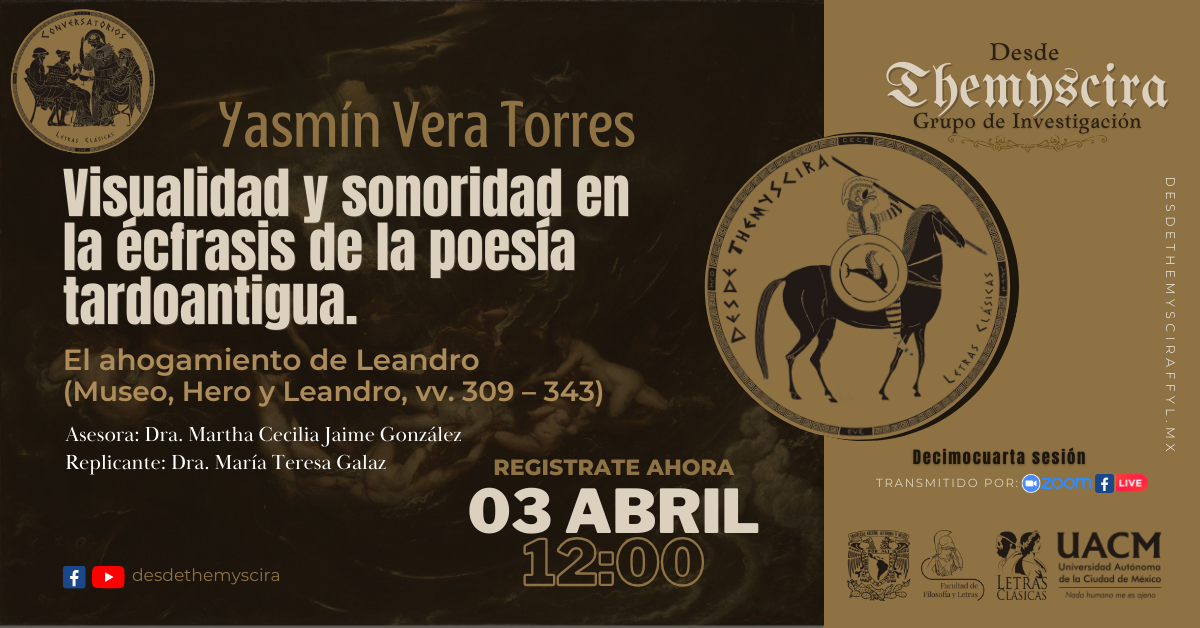 CONVERSATORIOS
LETRAS CLÁSICAS
Yasmín Vera Torres
Visualidad y sonoridad en
la écfrasis de la poesía
tardoantigua.
El ahogamiento de Leandro
(Museo, Hero y Leandro, vv. 309 – 343)
Asesora: Dra. Martha Cecilia Jaime González
Replicante: Dra. María Teresa Galaz
REGISTRATE AHORA
03 ABRIL
12:00
desdethemyscira
Desde
Themyscira
Grupo de Investigación
DESDE THEMYSCIRA
LETRAS CLÁSICAS
DESDETHEMYSCIRAFFYL.MX
Decimocuarta sesión
TRANSMITIDO POR: zoom LIVE
Facultad de
Filosofía y Letras
LETRAS
CLÁSICAS
UACM
Universidad Autónoma
de la Ciudad de México
Nada humano me es ajeno